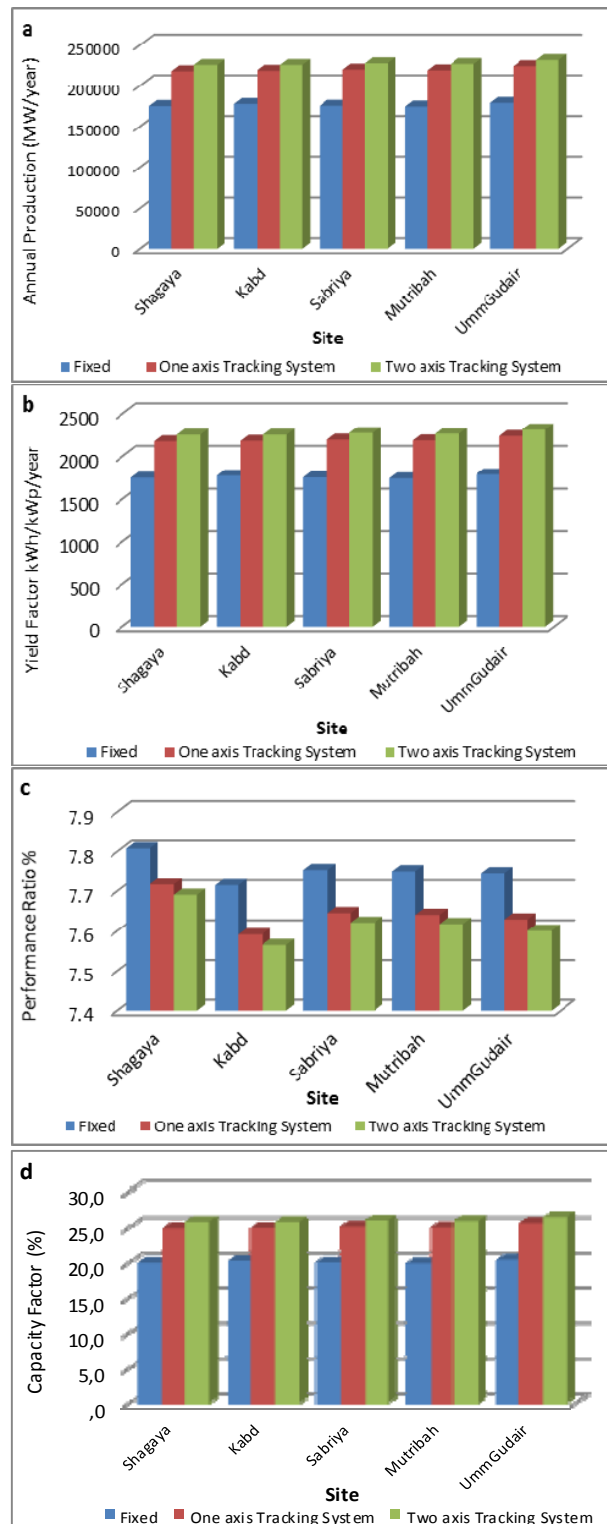 a
250000
200000
150000
100000
50000
0
Annual Production (MW/year)
Shagaya
Kabd
Sabriya
Mutribah
UmmGudair
Site
Fixed One axis Tracking System Two axis Tracking System
b
2500
2000
1500
1000
500
0
Yield Factor kWh/kWp/year
Shagaya
Kabd
Sabriya
Mutribah
UmmGudair
Site
Fixed One axis Tracking System Two axis Tracking System
c
7.9
7.8
7.7
7.6
7.5
7.4
Performance Ratio %
Shagaya
Kabd
Sabriya
Mutribah
UmmGudair
Site
Fixed One axis Tracking System Two axis Tracking System
d
30,0
25,0
20,0
15,0
10,0
5,0
,0
Capacity Factor (%)
Shagaya
Kabd
Sabriya
Mutribah
UmmGudair
Site
Fixed One axis Tracking System Two axis Tracking System